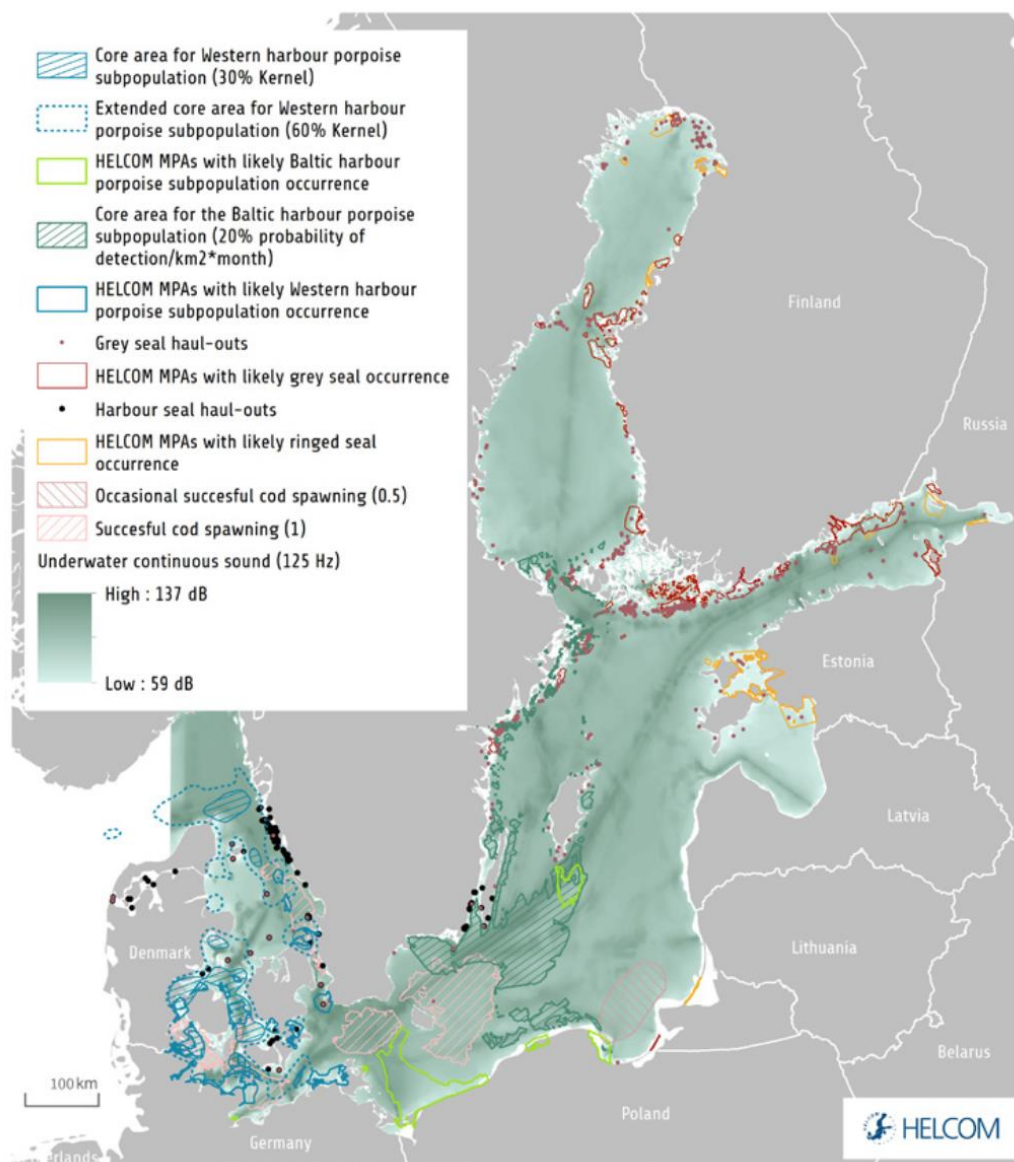 Core area for Western harbour porpoise
subpopulation (30% Kernel)
Extended core area for Western harbour
porpoise subpopulation (60% Kernel)
HELCOM MPAs with likely Baltic harbour
porpoise subpopulation occurrence
Core area for the Baltic harbour porpoise
subpopulation (20% probability of
detection/km2*month)
HELCOM MPAs with likely Western harbour
porpoise subpopulation occurrence
Grey seal haul-outs
HELCOM MPAs with likely grey seal occurrence
Harbour seal haul-outs
HELCOM MPAs with likely ringed seal
occurrence
Occasional succesful cod spawning (0.5)
Succesful cod spawning (1)
Underwater continuous sound (125 Hz)
High : 137 dB
Low : 59 dB
Finland
Russia
Estonia
Latvia
Lithuania
Denmark
Belarus
100 km
Poland
Germany
erlands
HELCOM